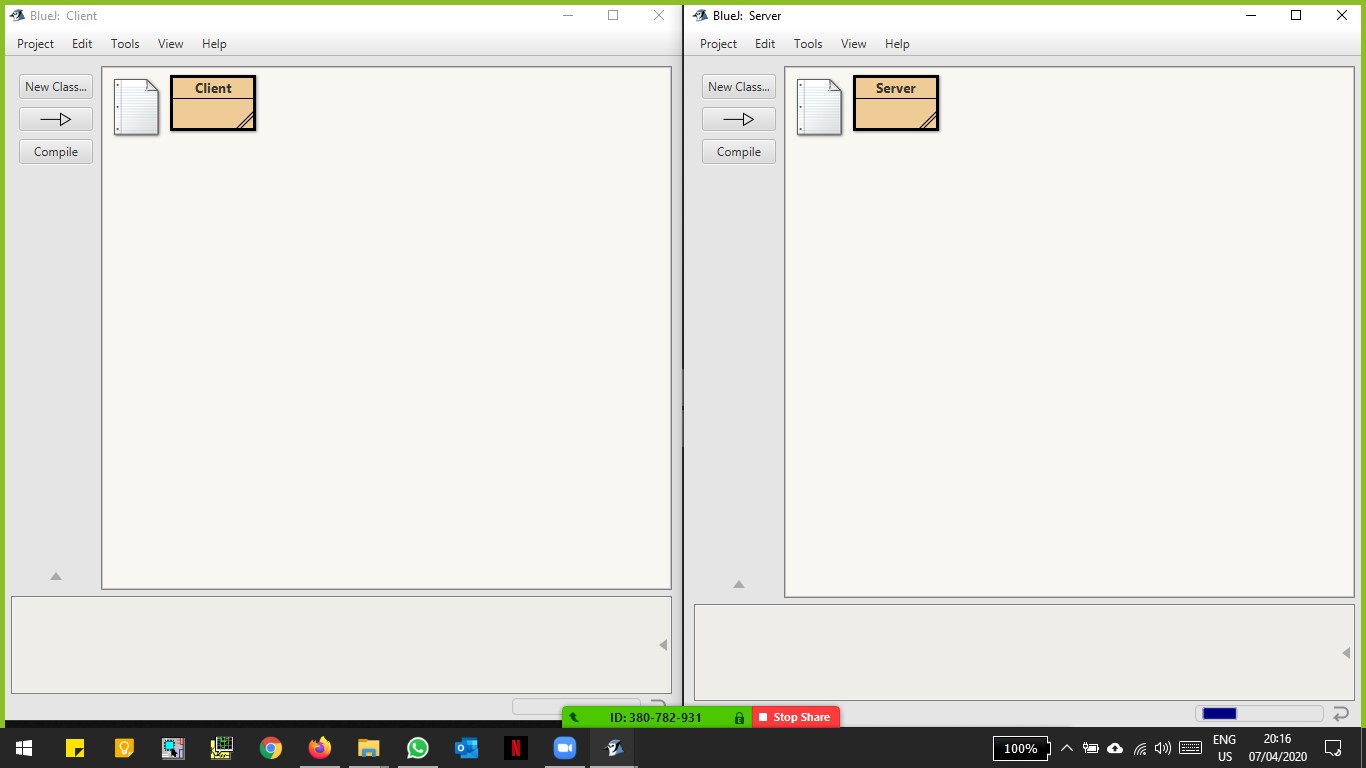 BlueJ: Client
Project Edit Tools View Help
New Class...
Compile
Client
BlueJ: Server
Project Edit Tools View Help
New Class...
Compile
Server
ID: 380-782-931
Stop Share
N
100%
ENG
US
20:16
07/04/2020